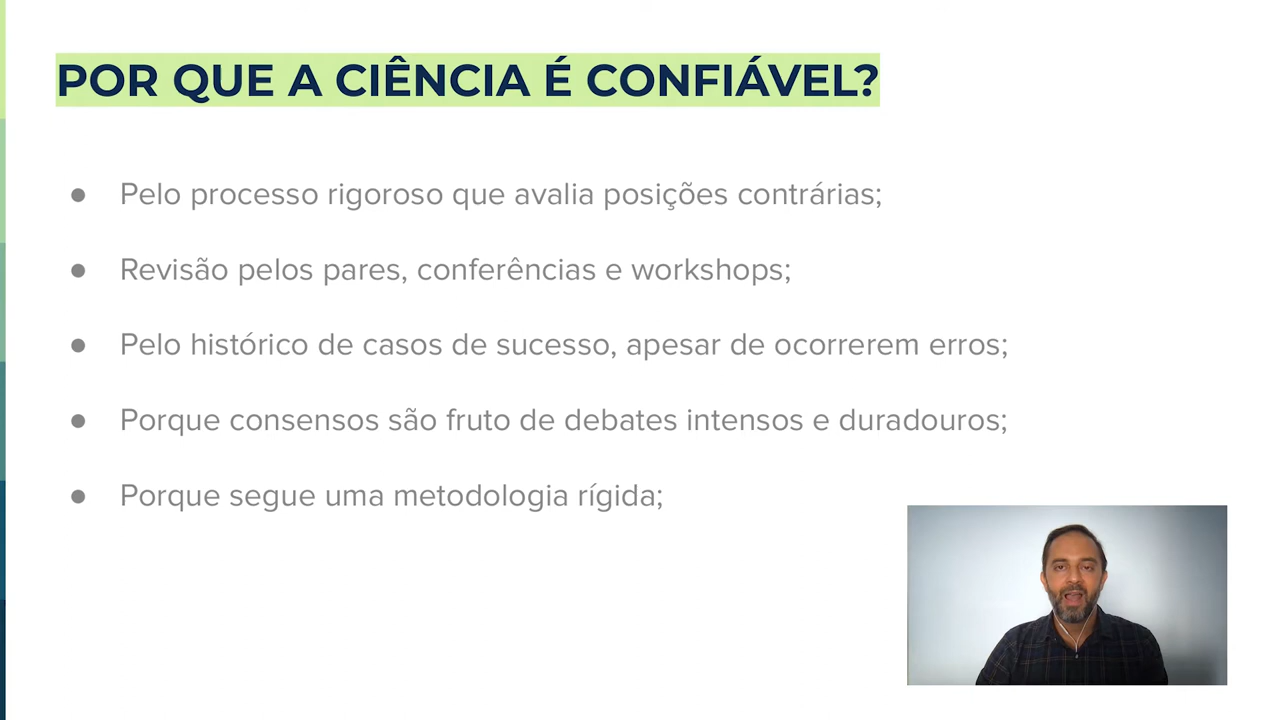 POR QUE A CIÊNCIA É CONFIÁVEL?
● Pelo processo rigoroso que avalia posições contrárias;
● Revisão pelos pares, conferências e workshops;
● Pelo histórico de casos de sucesso, apesar de ocorrerem erros;
● Porque consensos são fruto de debates intensos e duradouros;
● Porque segue uma metodologia rígida;